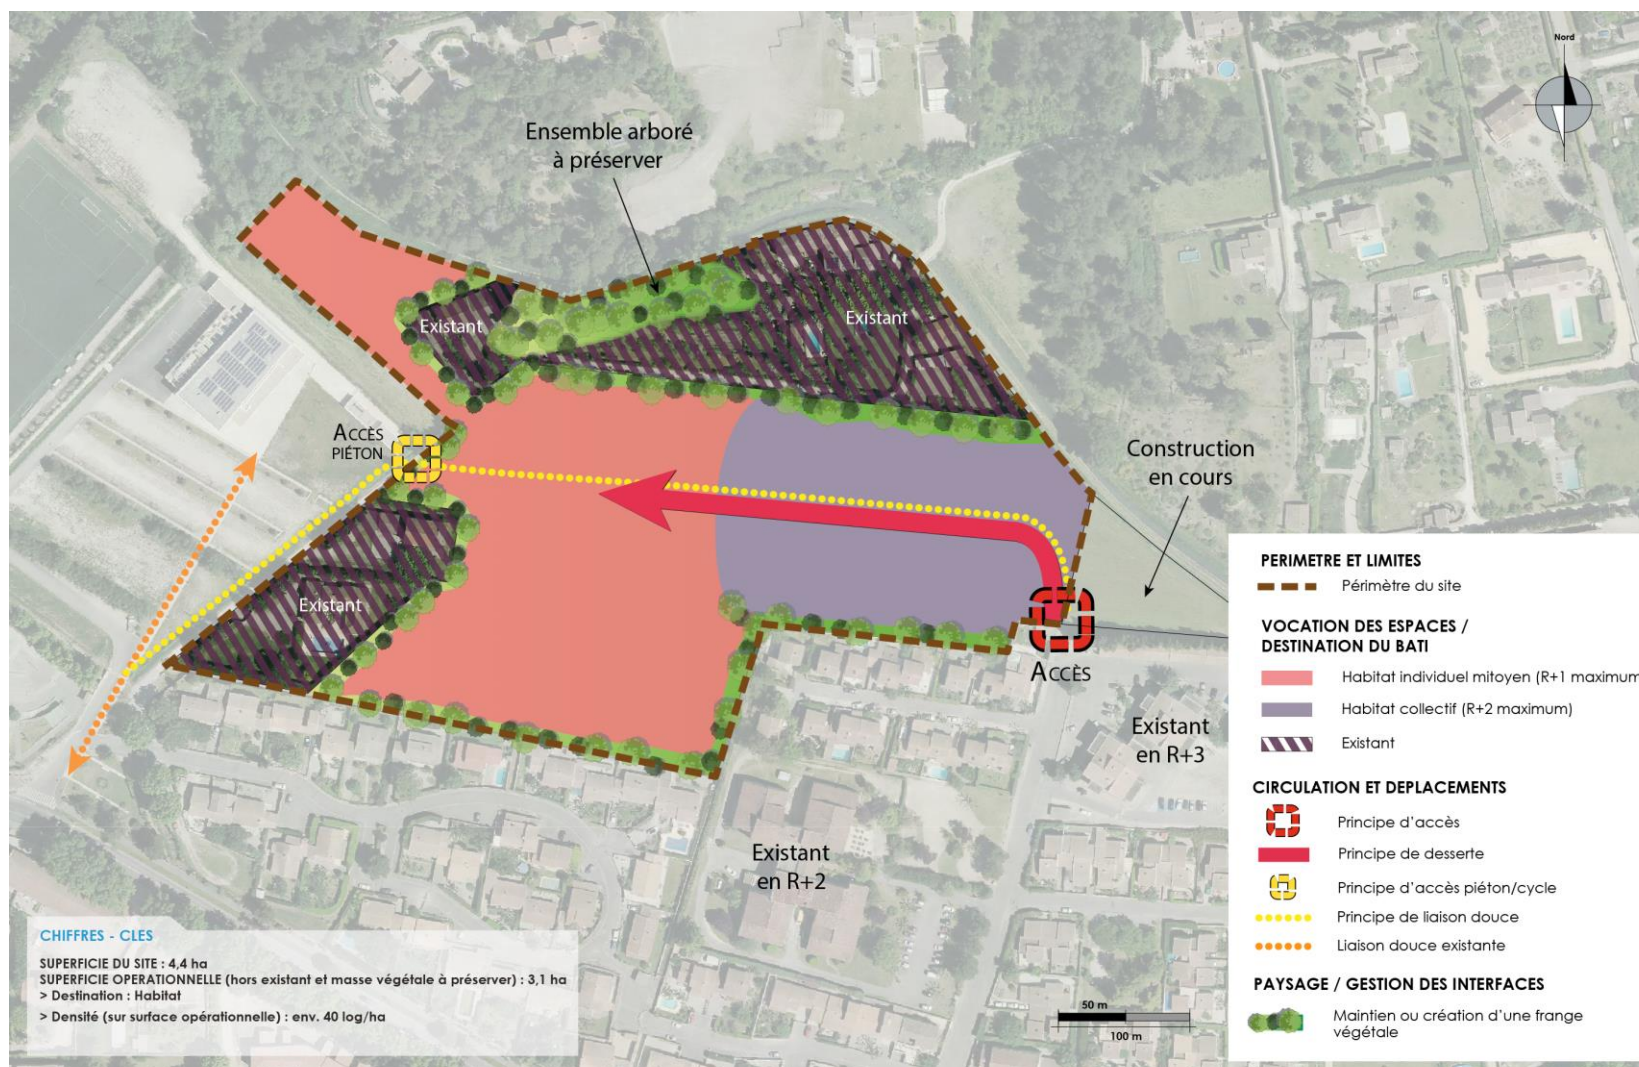 Nord
Ensemble arboré
à préserver
Existant
Existant
ACCÈS
PIÉTON
Construction
en cours
Existant
ACCÈS
Existant
en R+3
Existant
en R+2
PERIMETRE ET LIMITES
Périmètre du site
VOCATION DES ESPACES /
DESTINATION DU BATI
Habitat individuel mitoyen (R+1 maximum
Habitat collectif (R+2 maximum)
Existant
CIRCULATION ET DEPLACEMENTS
Principe d'accès
Principe de desserte
Principe d'accès piéton/cycle
Principe de liaison douce
Liaison douce existante
PAYSAGE / GESTION DES INTERFACES
Maintien ou création d'une frange
végétale
CHIFFRES - CLES
SUPERFICIE DU SITE : 4,4 ha
SUPERFICIE OPERATIONNELLE (hors existant et masse végétale à préserver) : 3,1 ha
> Destination : Habitat
> Densité (sur surface opérationnelle) : env. 40 log/ha
50 m
100 m